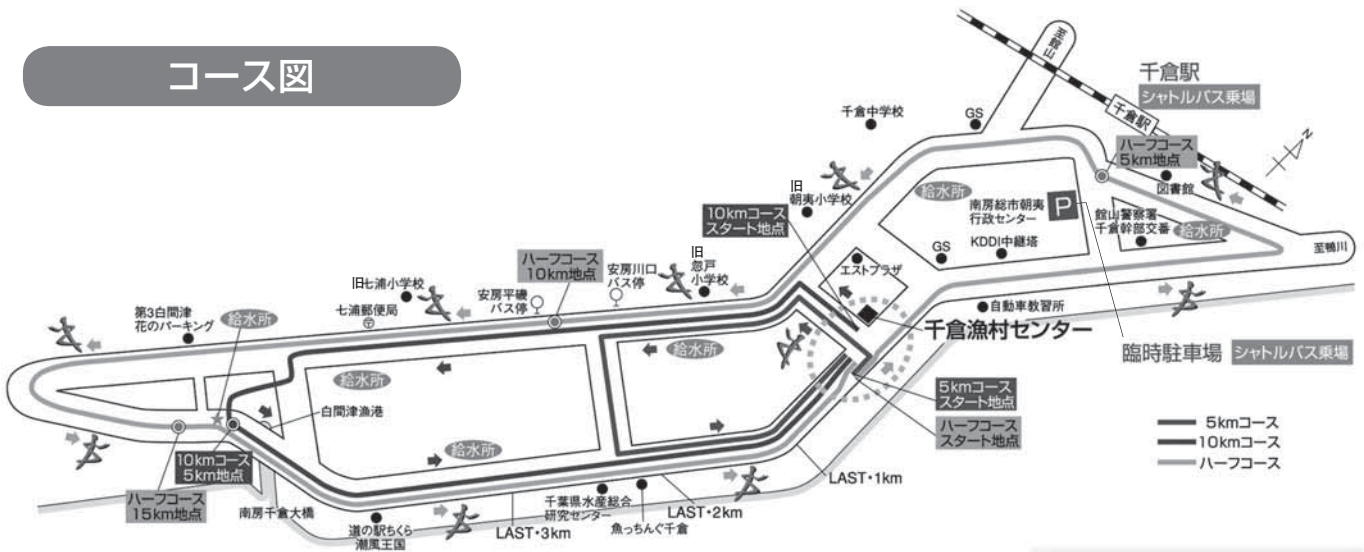 コース図
至館山
千倉駅
シャトルバス乗場
千倉駅
N
千倉中学校
GS
ハーフコース
5km地点
図書館
旧
朝夷小学校
給水所
南房総市朝夷
行政センター
P
館山警察署
千倉幹部交番
給水所
10kmコース
スタート地点
GS
KDDI中継塔
至鴨川
エストプラザ
ハーフコース
10km地点
安房川口
バス停
旧
忽戸
小学校
旧七浦小学校
安房平磯
バス停
自動車教習所
七浦郵便局
第3白間津
花のパーキング
給水所
千倉漁村センター
臨時駐車場
シャトルバス乗場
給水所
給水所
5kmコース
スタート地点
白間津漁港
ハーフコース
スタート地点
5kmコース
10kmコース
ハーフコース
給水所
10kmコース
5km地点
LAST・1km
ハーフコース
15km地点
南房千倉大橋
千葉県水産総合
研究センター
LAST・2km
魚っちんぐ千倉
LAST・3km
道の駅ちくら
潮風王国